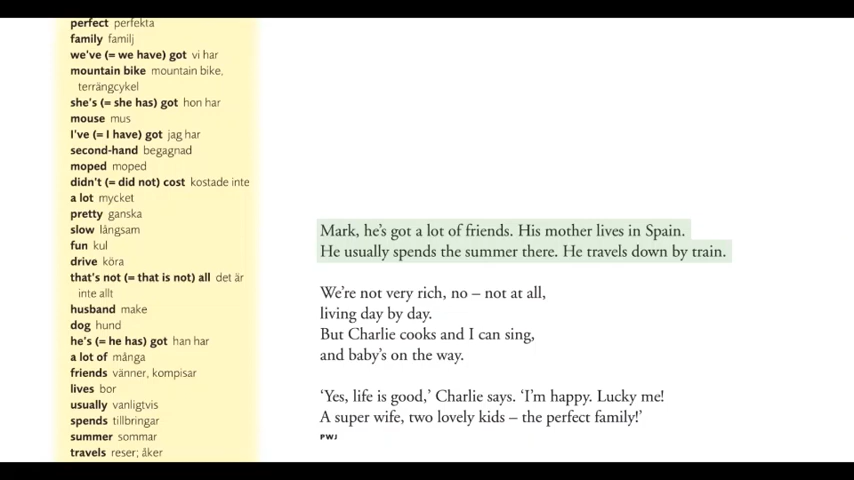 perfect perfekta
family familj
we've (= we have) got vi har
mountain bike mountain bike,
terrängcykel
she's (= she has) got hon har
mouse mus
I've (= I have) got jag har
second-hand begagnad
moped moped
didn't (= did not) cost kostade inte
a lot mycket
pretty ganska
slow långsam
fun kul
drive köra
that's not (= that is not) all det är
inte allt
husband make
dog hund
he's (= he has) got han har
a lot of många
friends vänner, kompisar
lives bor
usually vanligtvis
spends tillbringar
summer sommar
travels reser; åker
Mark, he's got a lot of friends. His mother lives in Spain.
He usually spends the summer there. He travels down by train.
We're not very rich, no – not at all,
living day by day.
But Charlie cooks and I can sing,
and baby's on the way.
'Yes, life is good,' Charlie says. 'I'm happy. Lucky me!
A super wife, two lovely kids – the perfect family!'
PWJ